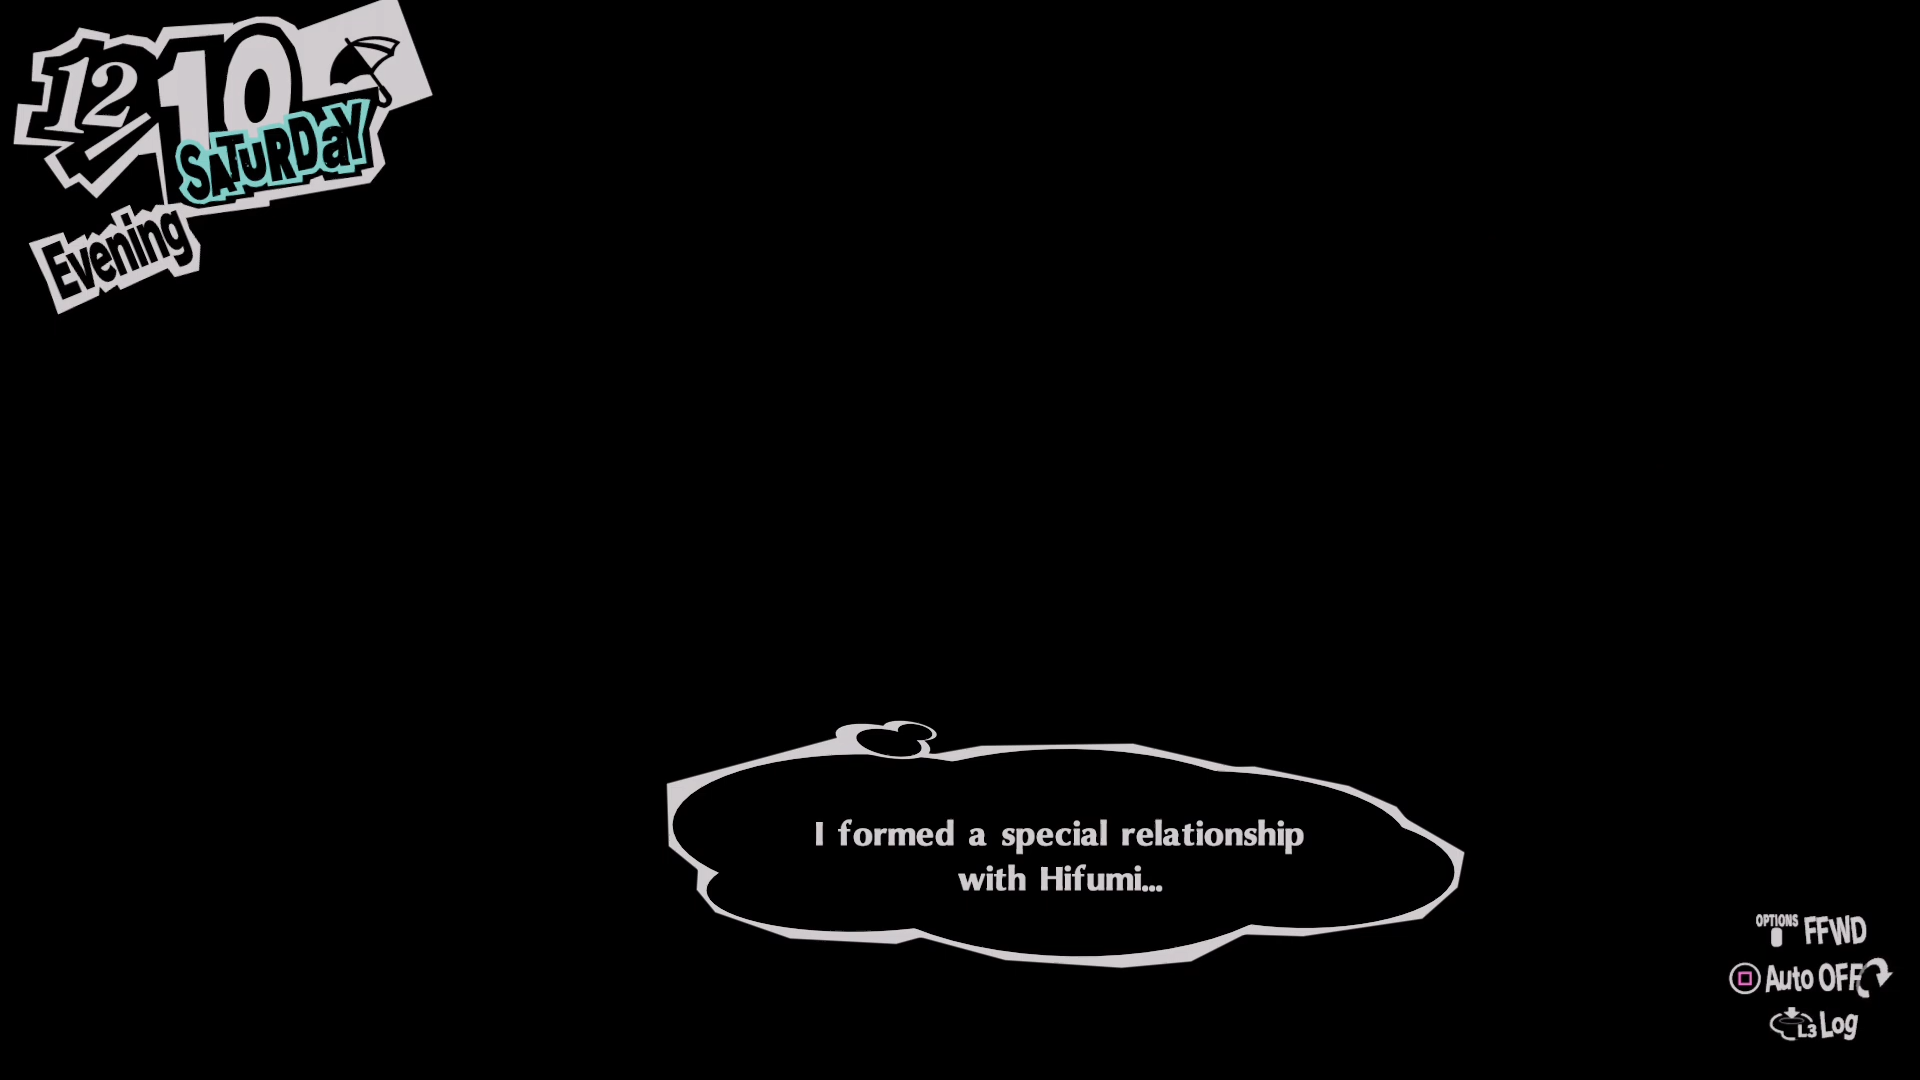 12/10
SATURDaY
Evening
I formed a special relationship
with Hifumi...
OPTIONS FFWD
Auto OFF
L3 Log